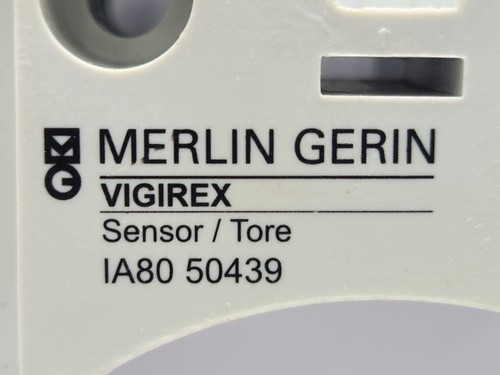 MERLIN GERIN
VIGIREX
Sensor / Tore
IA80 50439